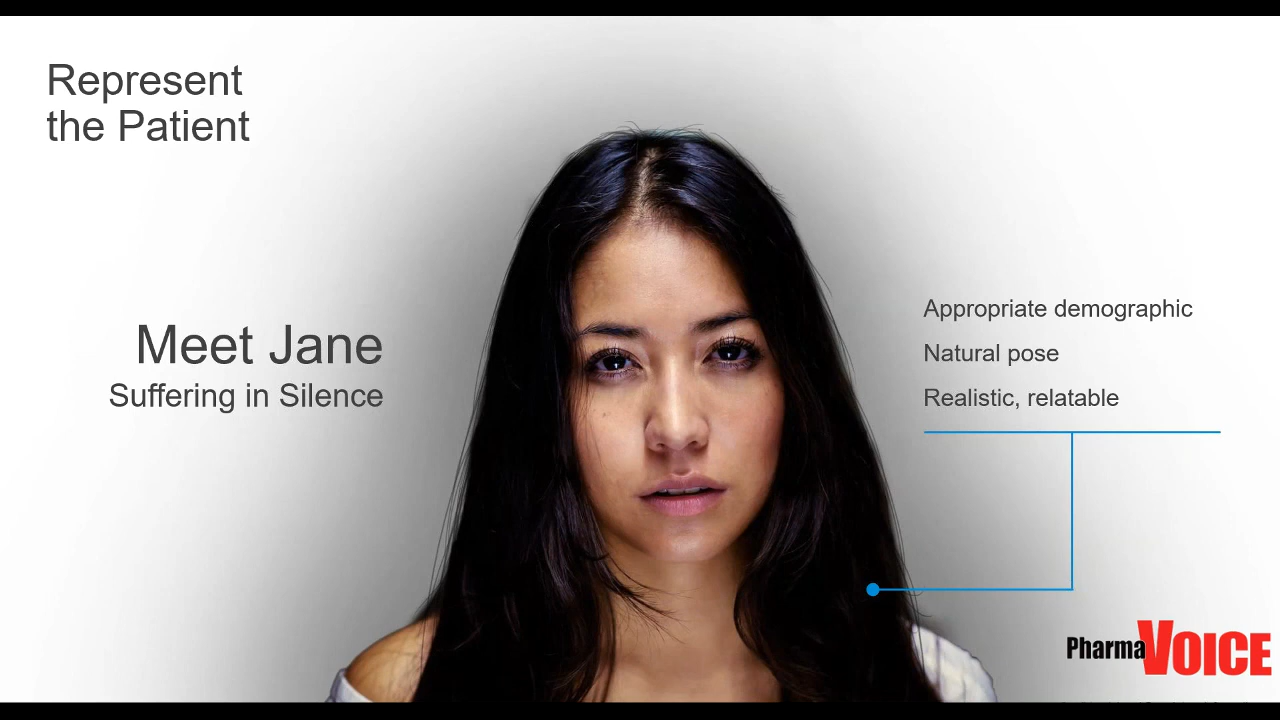 Represent
the Patient
Meet Jane
Suffering in Silence
Appropriate demographic
Natural pose
Realistic, relatable
PharmaVOICE